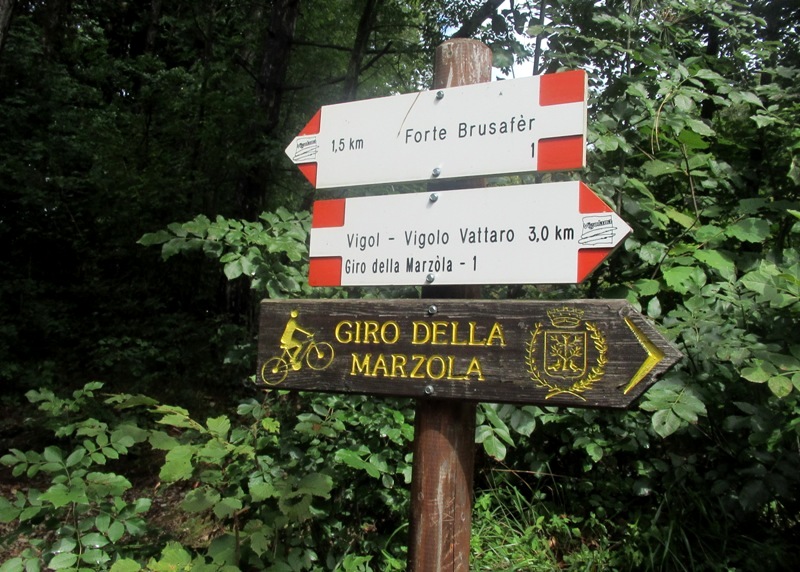 1,5 km Forte Brusafèr
1
Vigol - Vigolo Vattaro 3,0 km
Giro della Marzòla - 1
GIRO DELLA
MARZOLA